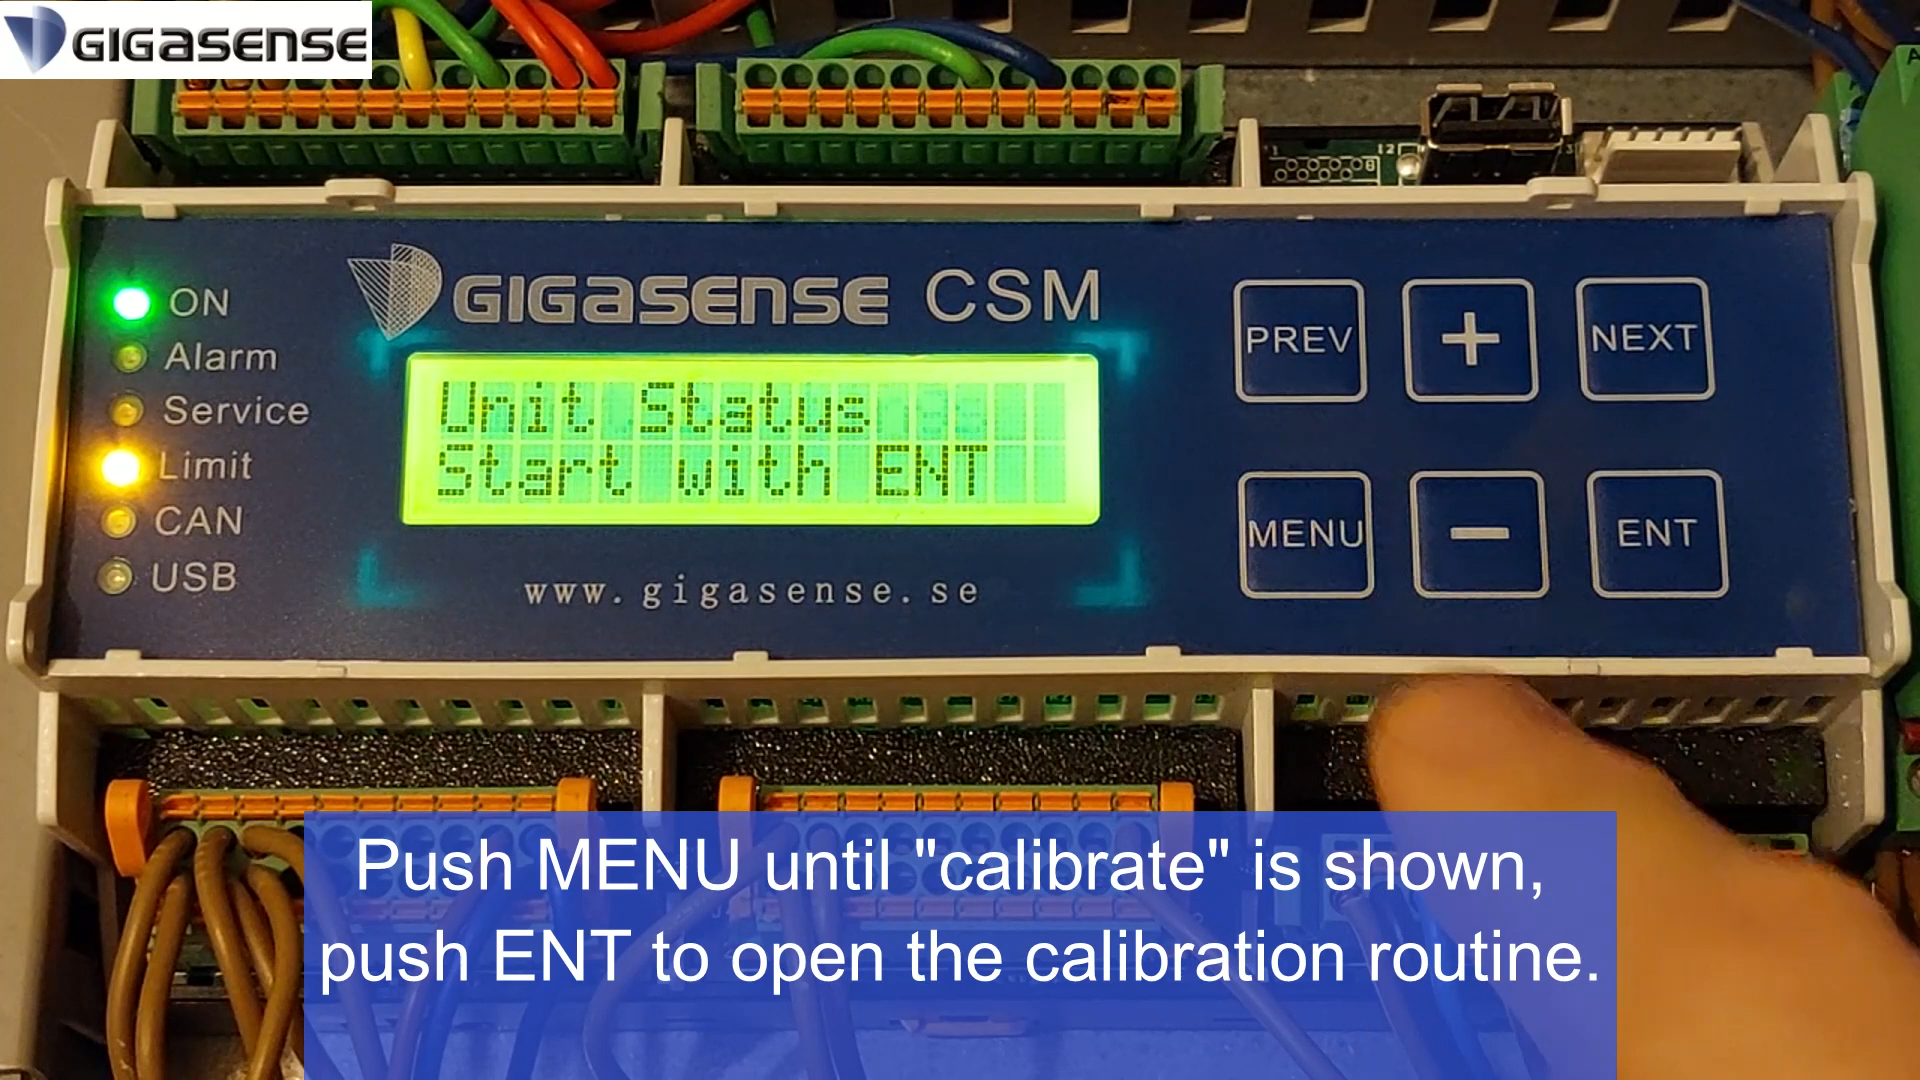 GIGASENSE
GIGASENSE CSM
ON
Alarm
Service
Limit
CAN
USB
Unit Status
Start with ENT
www.gigasense.se
PREV
+
NEXT
MENU
−
ENT
Push MENU until "calibrate" is shown,
push ENT to open the calibration routine.